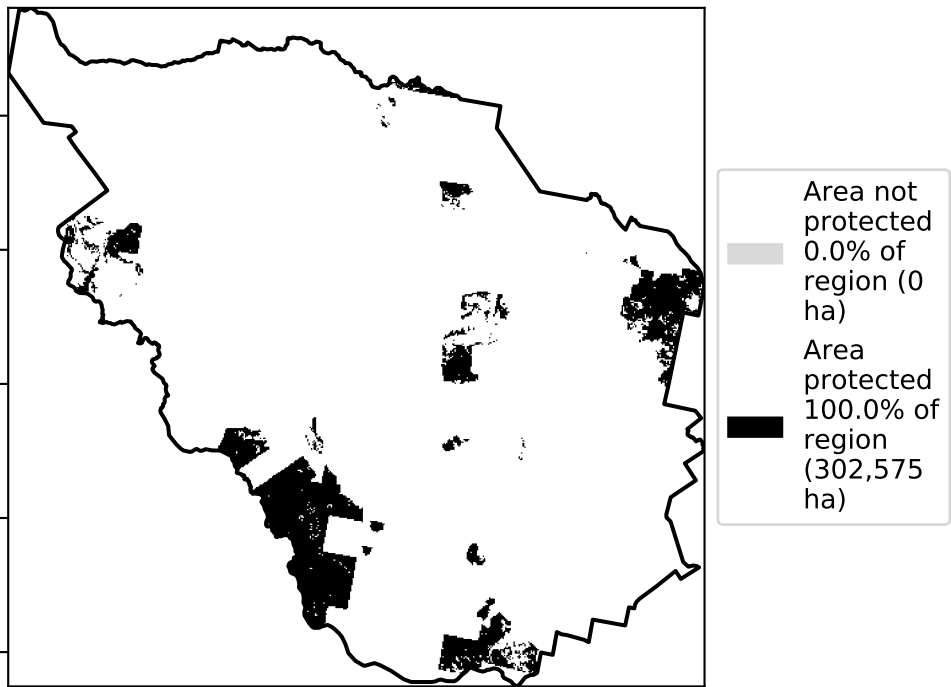 Area not
protected
0.0% of
region (0
ha)
Area
protected
100.0% of
region
(302,575
ha)